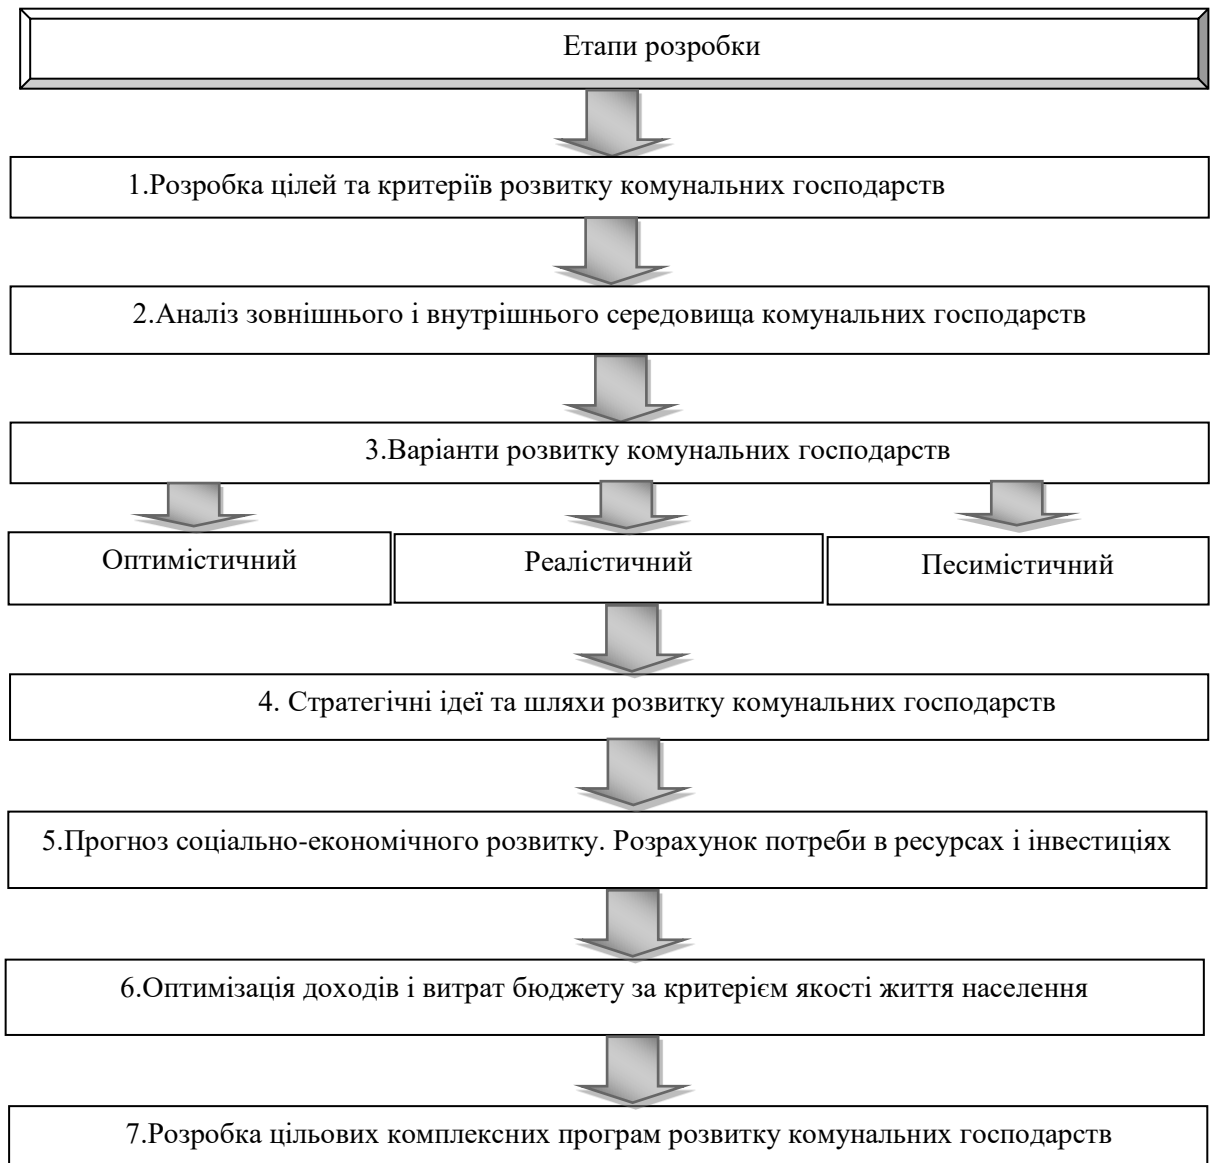 Етапи розробки
1.Розробка цілей та критеріїв розвитку комунальних господарств
2.Аналіз зовнішнього і внутрішнього середовища комунальних господарств
3.Варіанти розвитку комунальних господарств
Оптимістичний
Реалістичний
Песимістичний
4. Стратегічні ідеї та шляхи розвитку комунальних господарств
5.Прогноз соціально-економічного розвитку. Розрахунок потреби в ресурсах і інвестиціях
6.Оптимізація доходів і витрат бюджету за критерієм якості життя населення
7.Розробка цільових комплексних програм розвитку комунальних господарств